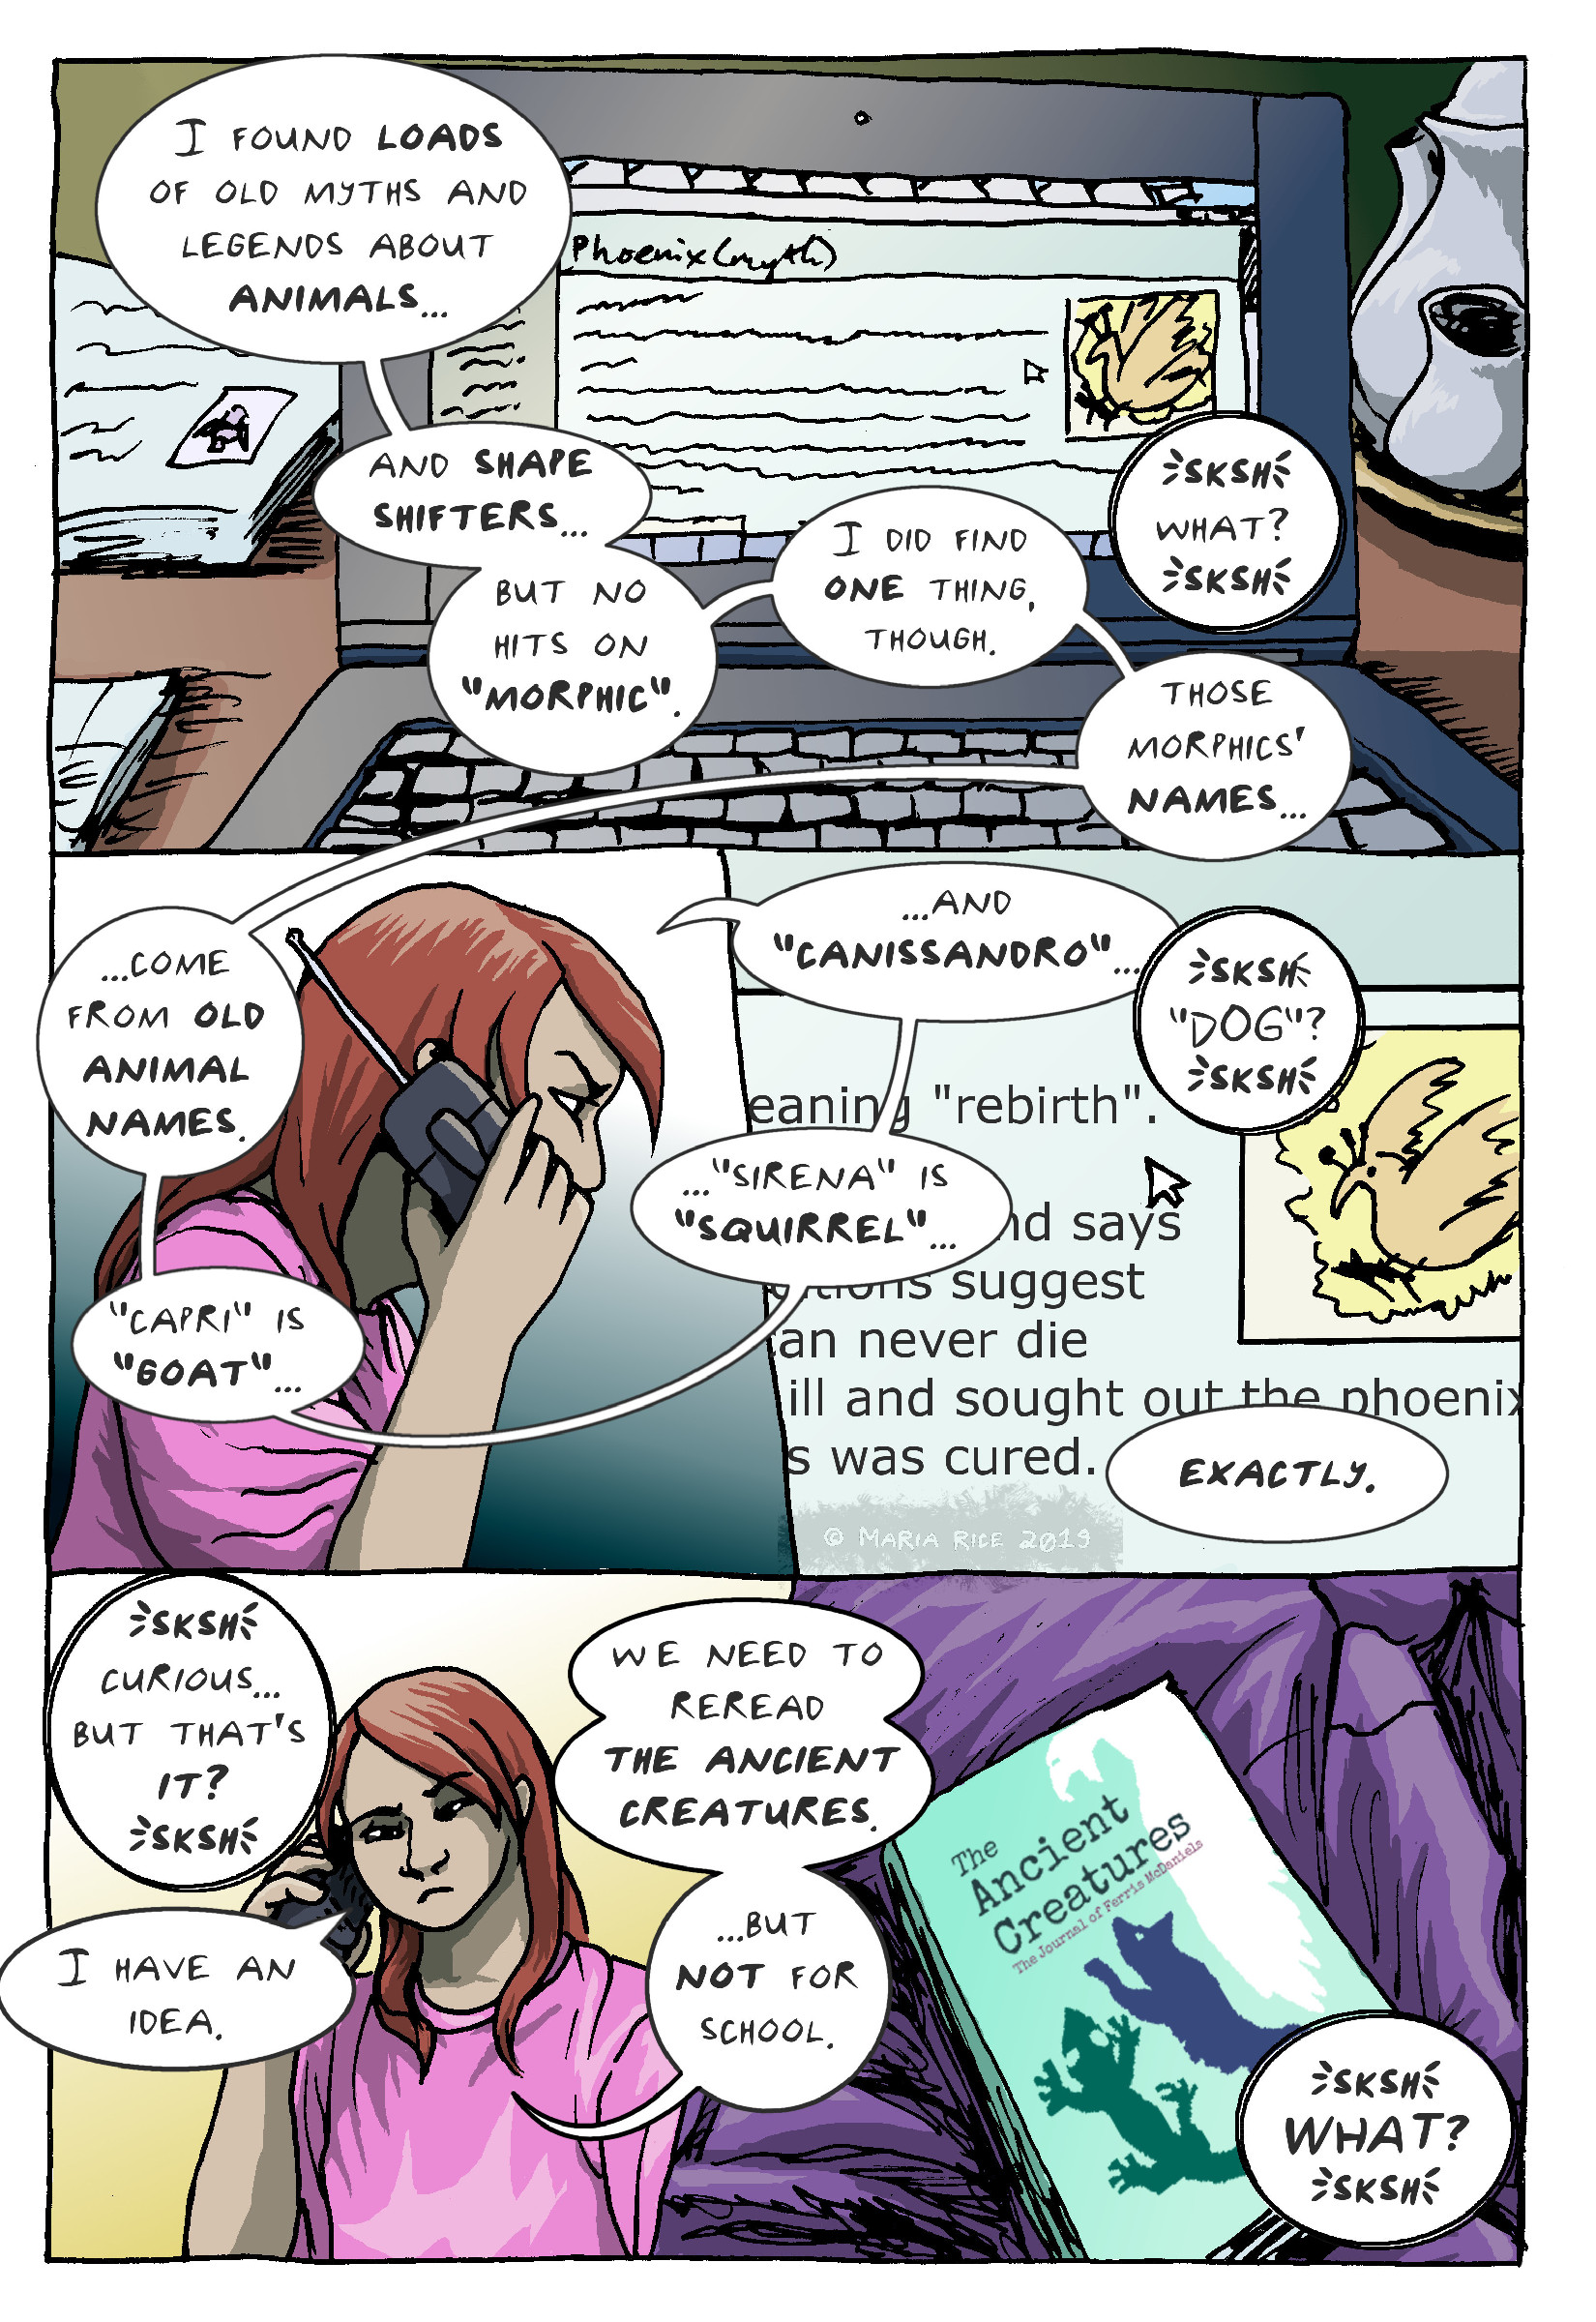 I FOUND LOADS
OF OLD MYTHS AND
LEGENDS ABOUT
ANIMALS...
Phoenix (myth)
AND SHAPE
SHIFTERS...
BUT NO
HITS ON
"MORPHIC".
SKSH
WHAT?
SKSH
I DID FIND
ONE THING,
THOUGH.
THOSE
MORPHICS'
NAMES...
...COME
FROM OLD
ANIMAL
NAMES.
"CAPRI" IS
"GOAT"...
..."SIRENA" IS
"SQUIRREL"...
...AND
"CANISSANDRO"...
SKSH
"DOG"?
SKSH
EXACTLY.
eaning "rebirth".
nd says
suggest
an never die
ill and sought out the phoenix
s was cured.
© MARIA RICE 2019
SKSH
CURIOUS...
BUT THAT'S
IT?
SKSH
I HAVE AN
IDEA.
WE NEED TO
REREAD
THE ANCIENT
CREATURES.
...BUT
NOT FOR
SCHOOL.
The
Ancient
Creatures
The Journal of Ferris McDaniels
SKSH
WHAT?
SKSH